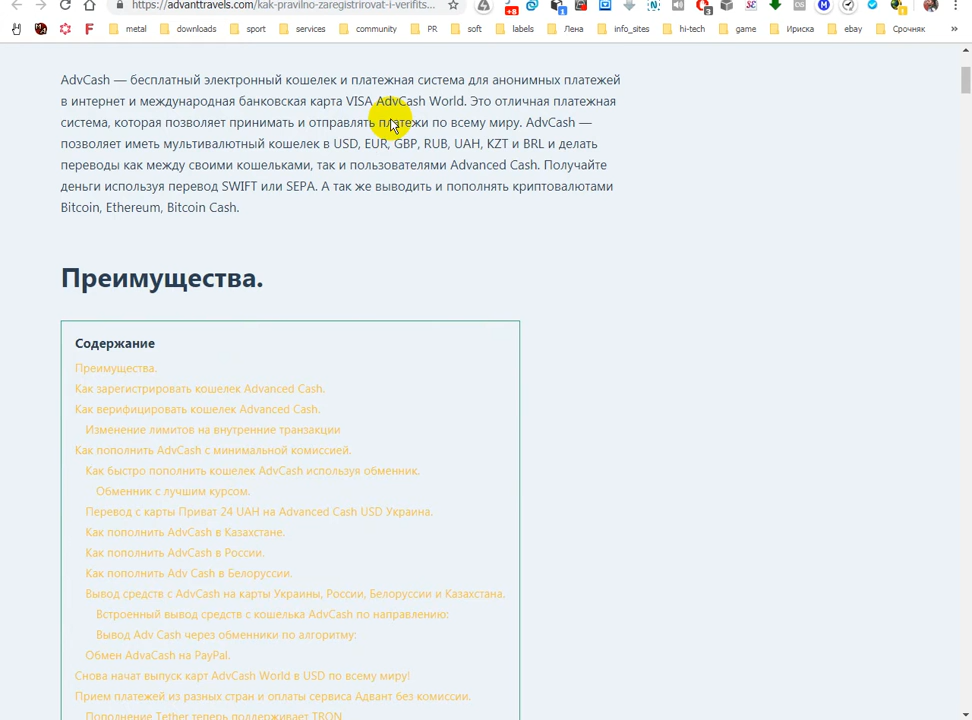 https://advanttravels.com/kak-pravilno-zaregistrirovat-i-verifits...
metal downloads sport services community PR soft labels Лена info_sites hi-tech game Ириска ebay Срочняк »
AdvCash — бесплатный электронный кошелек и платежная система для анонимных платежей
в интернет и международная банковская карта VISA AdvCash World. Это отличная платежная
система, которая позволяет принимать и отправлять платежи по всему миру. AdvCash —
позволяет иметь мультивалютный кошелек в USD, EUR, GBP, RUB, UAH, KZT и BRL и делать
переводы как между своими кошельками, так и пользователями Advanced Cash. Получайте
деньги используя перевод SWIFT или SEPA. А так же выводить и пополнять криптовалютами
Bitcoin, Ethereum, Bitcoin Cash.
Преимущества.
Содержание
Преимущества.
Как зарегистрировать кошелек Advanced Cash.
Как верифицировать кошелек Advanced Cash.
Изменение лимитов на внутренние транзакции
Как пополнить AdvCash с минимальной комиссией.
Как быстро пополнить кошелек AdvCash используя обменник.
Обменник с лучшим курсом.
Перевод с карты Приват 24 UAH на Advanced Cash USD Украина.
Как пополнить AdvCash в Казахстане.
Как пополнить AdvCash в России.
Как пополнить Adv Cash в Белоруссии.
Вывод средств с AdvCash на карты Украины, России, Белоруссии и Казахстана.
Встроенный вывод средств с кошелька AdvCash по направлению:
Вывод Adv Cash через обменники по алгоритму:
Обмен AdvaCash на PayPal.
Снова начат выпуск карт AdvCash World в USD по всему миру!
Прием платежей из разных стран и оплаты сервиса Адвант без комиссии.
Пополнение Tether теперь поддерживает TRON.